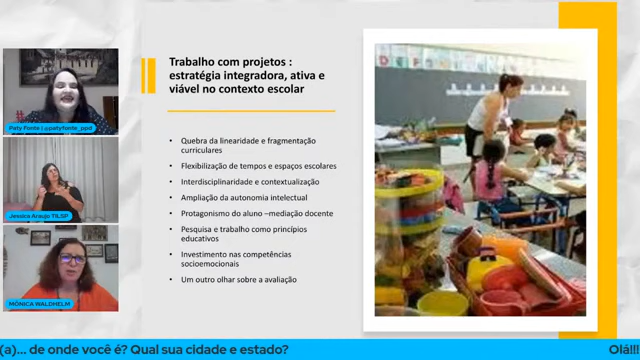 Trabalho com projetos :
estratégia integradora, ativa e
viável no contexto escolar
• Quebra da linearidade e fragmentação
curriculares
• Flexibilização de tempos e espaços escolares
• Interdisciplinaridade e contextualização
• Ampliação da autonomia intelectual
• Protagonismo do aluno –mediação docente
• Pesquisa e trabalho como princípios
educativos
• Investimento nas competências
socioemocionais
• Um outro olhar sobre a avaliação
Paty Fonte | @patyfonte_ppd
Jessica Araujo TILSP
MÔNICA WALDHELM
(a)... de onde você é? Qual sua cidade e estado?
Olá!!!